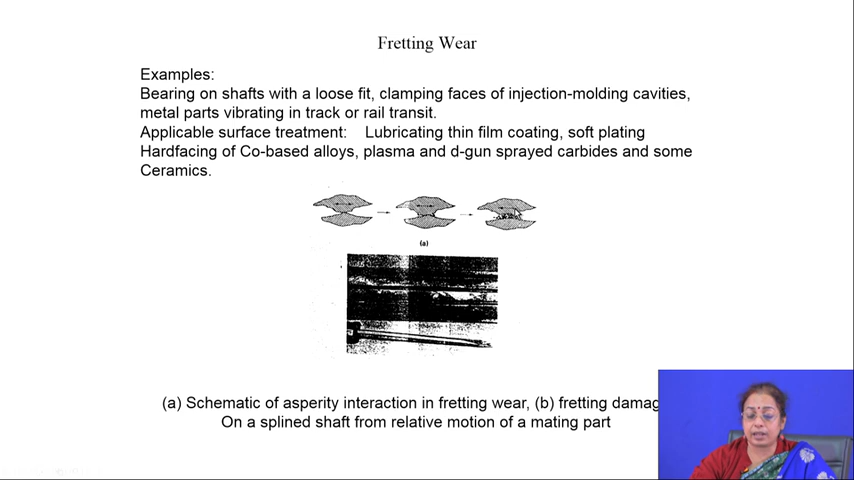 Fretting Wear
Examples:
Bearing on shafts with a loose fit, clamping faces of injection-molding cavities,
metal parts vibrating in track or rail transit.
Applicable surface treatment: Lubricating thin film coating, soft plating
Hardfacing of Co-based alloys, plasma and d-gun sprayed carbides and some
Ceramics.
(a)
(a) Schematic of asperity interaction in fretting wear, (b) fretting damag
On a splined shaft from relative motion of a mating part